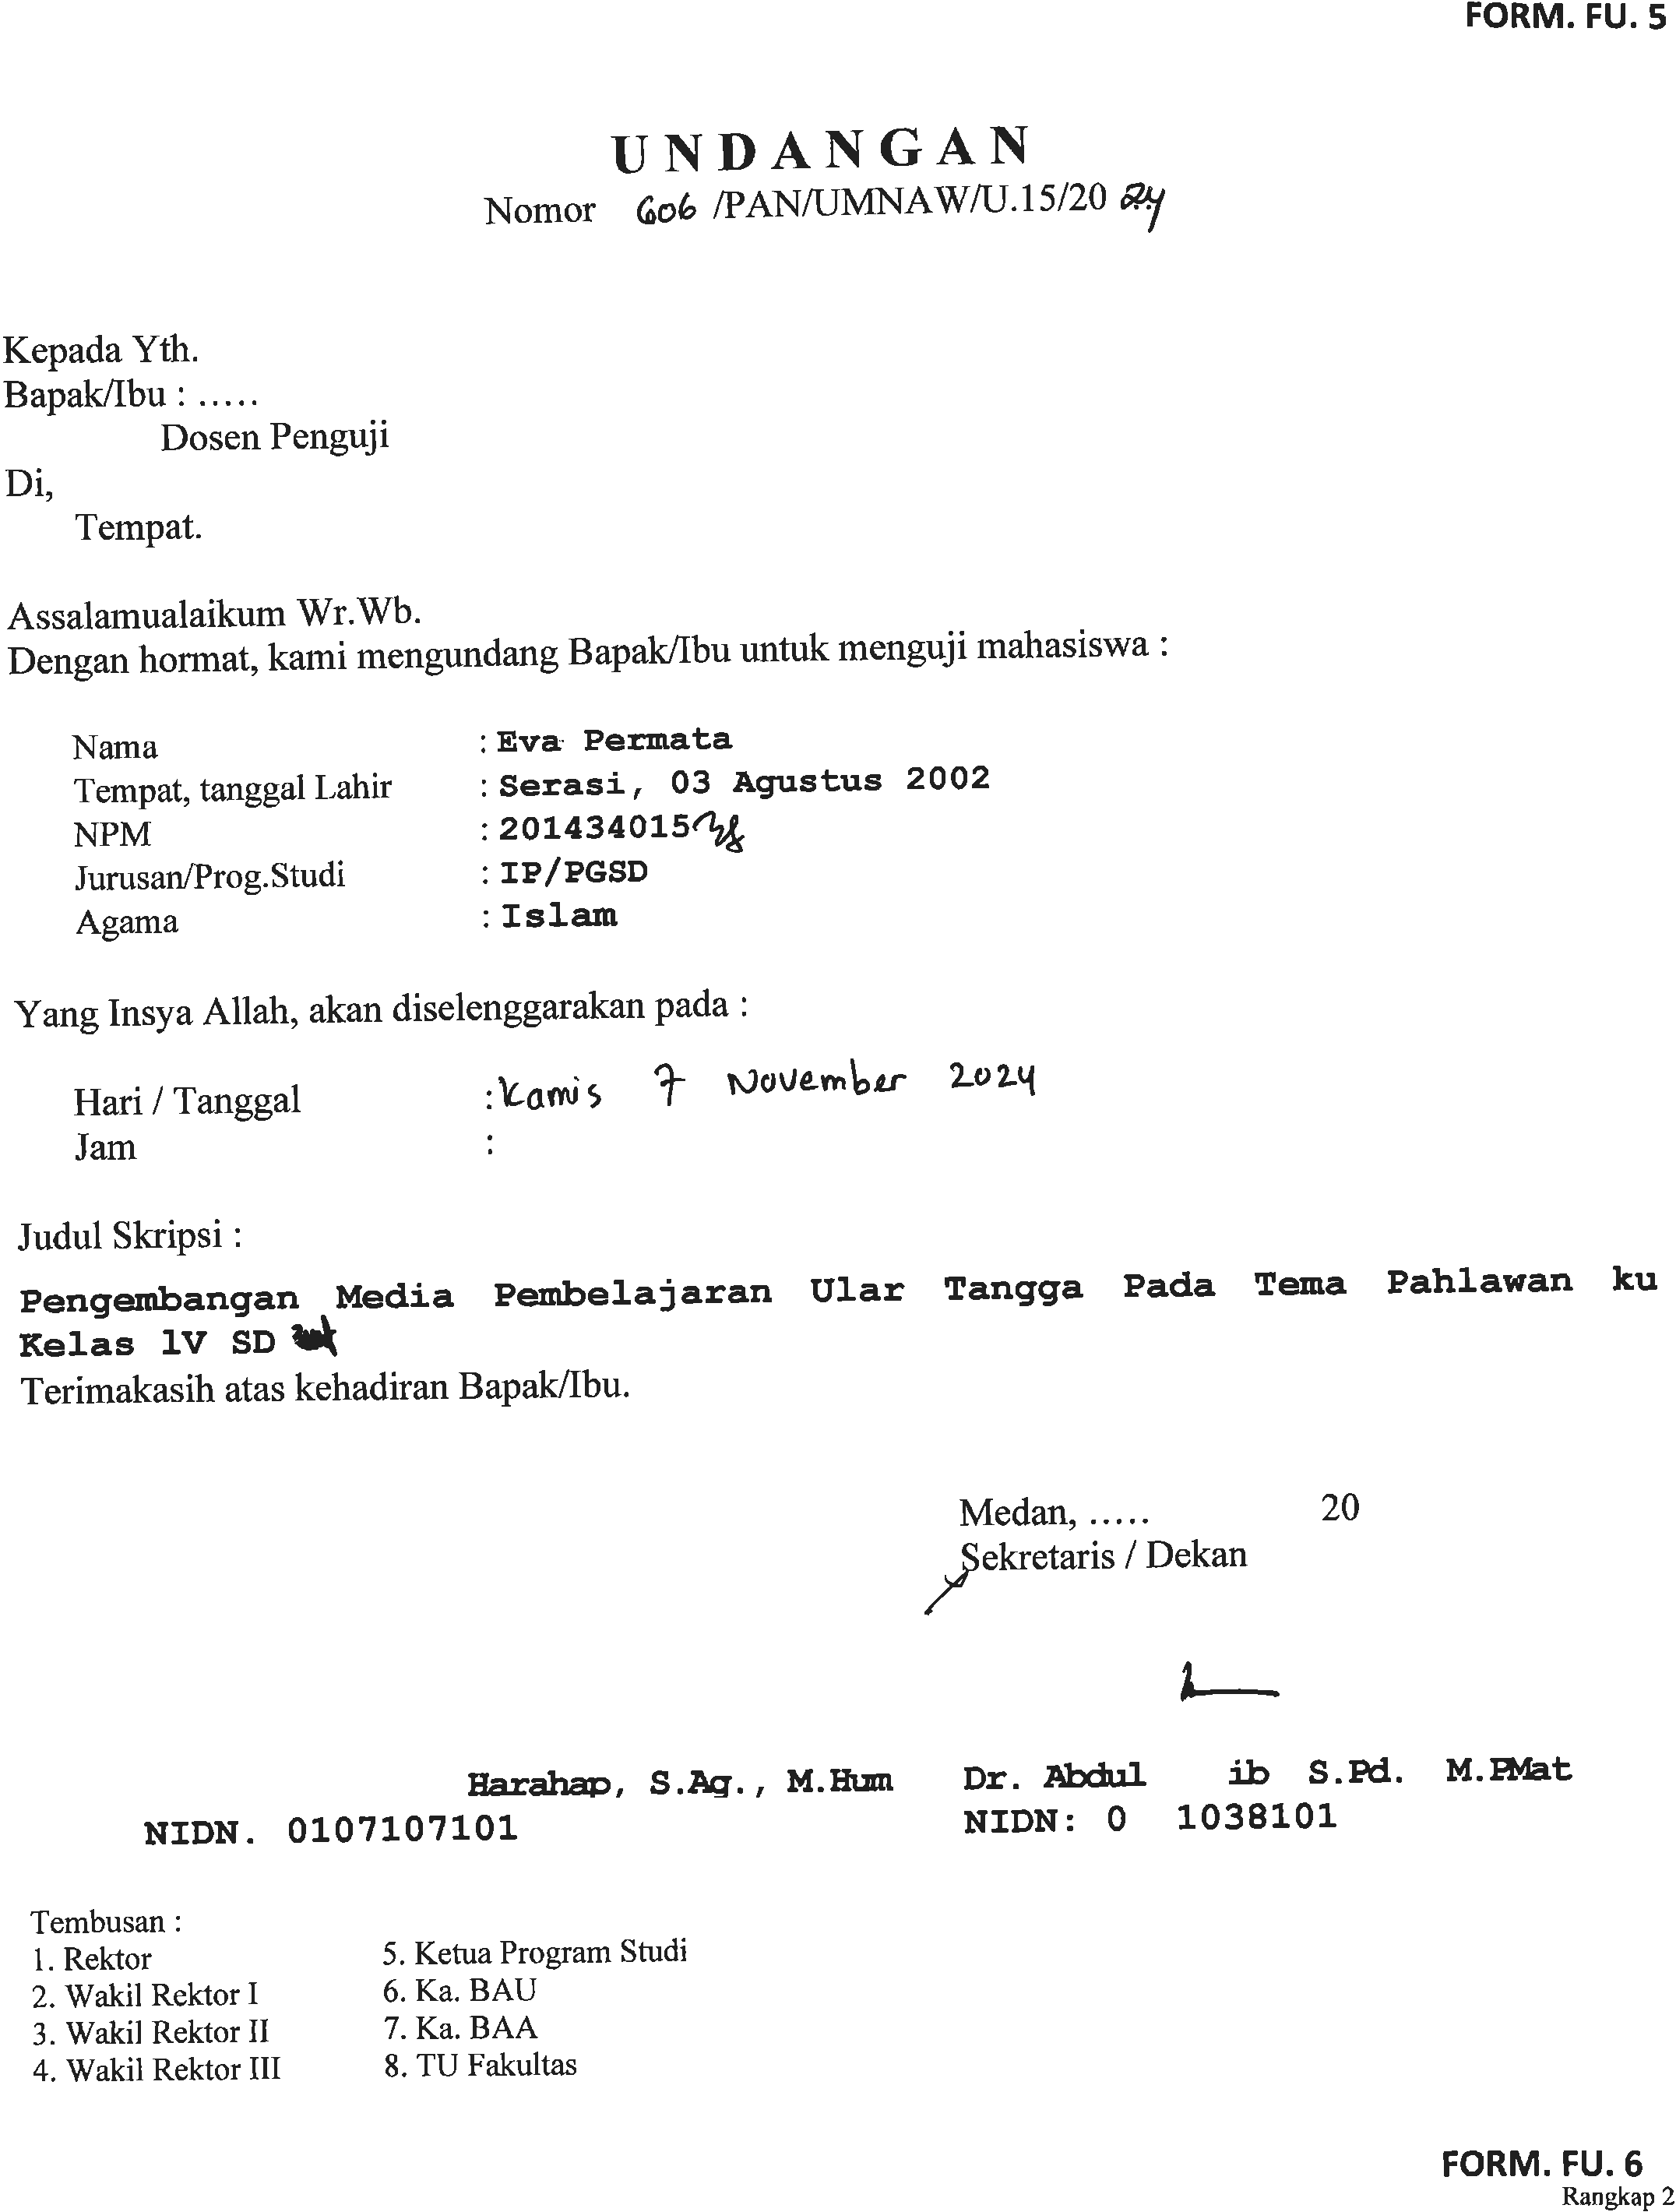 FORM. FU. 5
UNDANGAN
Nomor 606 /PAN/UMNAW/U.15/20 24
Kepada Yth.
Bapak/Ibu : .....
Dosen Penguji
Di,
Tempat.
Assalamualaikum Wr.Wb.
Dengan hormat, kami mengundang Bapak/Ibu untuk menguji mahasiswa :
Nama : Eva Permata
Tempat, tanggal Lahir : Serasi, 03 Agustus 2002
NPM : 201434015
Jurusan/Prog.Studi : IP/PGSD
Agama : Islam
Yang Insya Allah, akan diselenggarakan pada :
Hari / Tanggal : Kamis 7 November 2024
Jam :
Judul Skripsi :
Pengembangan Media Pembelajaran Ular Tangga Pada Tema Pahlawan ku
Kelas lV SD
Terimakasih atas kehadiran Bapak/Ibu.
Medan, ..... 20
Sekretaris / Dekan
Harahap, S.Ag., M.Hum Dr. Abdul ib S.Pd. M.PMat
NIDN. 0107107101 NIDN: 0 1038101
Tembusan :
1. Rektor 5. Ketua Program Studi
2. Wakil Rektor I 6. Ka. BAU
3. Wakil Rektor II 7. Ka. BAA
4. Wakil Rektor III 8. TU Fakultas
FORM. FU. 6
Rangkap 2